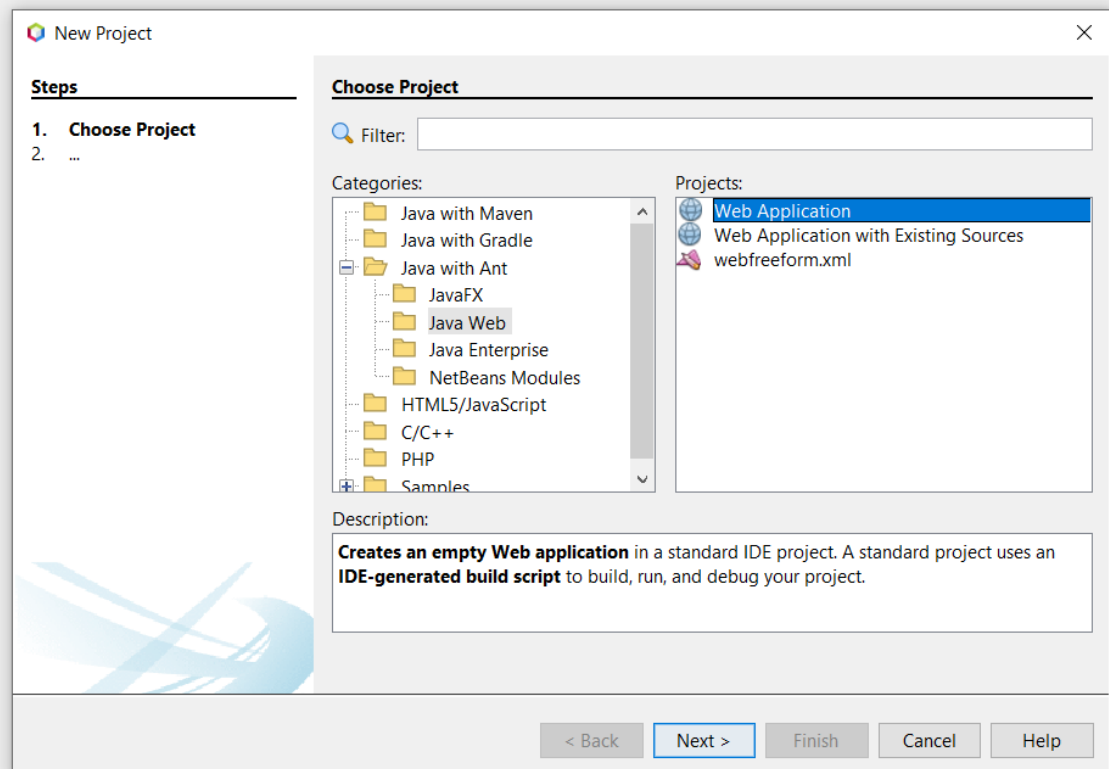 New Project
Steps
1. Choose Project
2. ...
Choose Project
Filter:
Categories:
Java with Maven
Java with Gradle
Java with Ant
JavaFX
Java Web
Java Enterprise
NetBeans Modules
HTML5/JavaScript
C/C++
PHP
Samples
Projects:
Web Application
Web Application with Existing Sources
webfreeform.xml
Description:
Creates an empty Web application in a standard IDE project. A standard project uses an
IDE-generated build script to build, run, and debug your project.
< Back Next > Finish Cancel Help